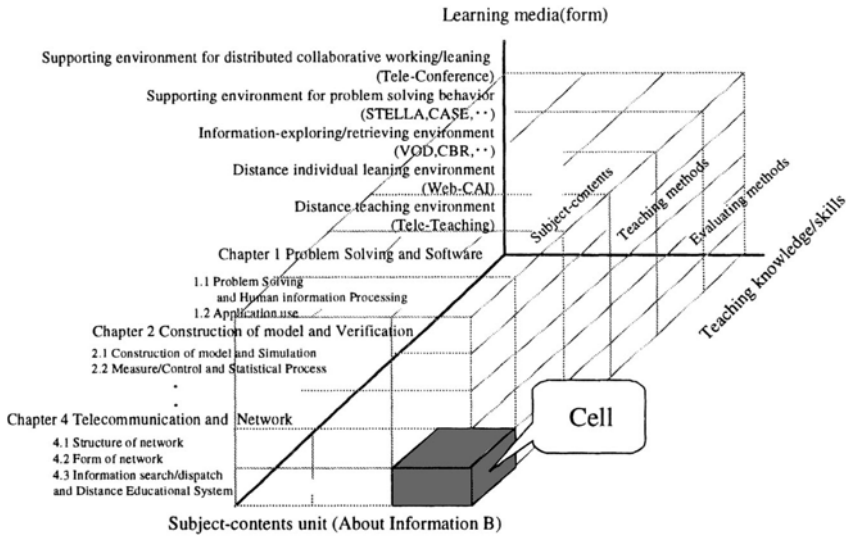 Learning media(form)
Supporting environment for distributed collaborative working/leaning
(Tele-Conference)
Supporting environment for problem solving behavior
(STELLA,CASE,··)
Information-exploring/retrieving environment
(VOD,CBR,··)
Distance individual leaning environment
(Web-CAI)
Distance teaching environment
(Tele-Teaching)
Subject-contents
Teaching methods
Evaluating methods
Teaching knowledge/skills
Chapter 1 Problem Solving and Software
1.1 Problem Solving
and Human information Processing
1.2 Application use
Chapter 2 Construction of model and Verification
2.1 Construction of model and Simulation
2.2 Measure/Control and Statistical Process
Chapter 4 Telecommunication and Network
4.1 Structure of network
4.2 Form of network
4.3 Information search/dispatch
and Distance Educational System
Cell
Subject-contents unit (About Information B)